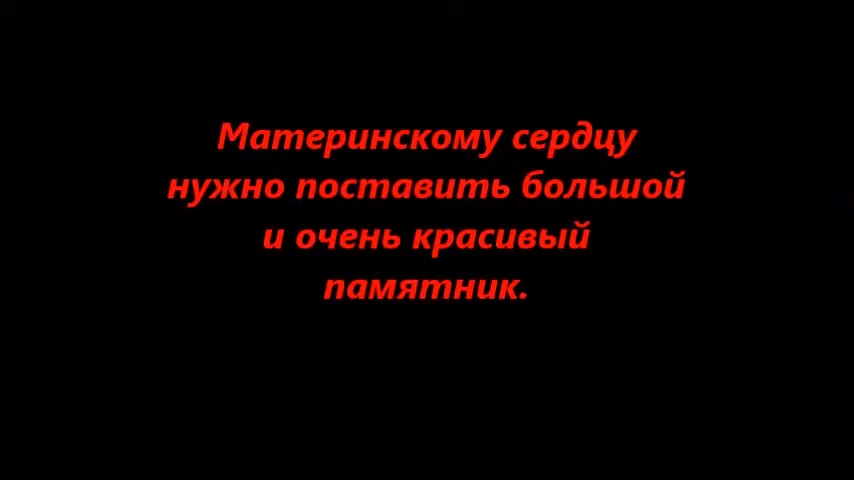 Материнскому сердцу
нужно поставить большой
и очень красивый
памятник.